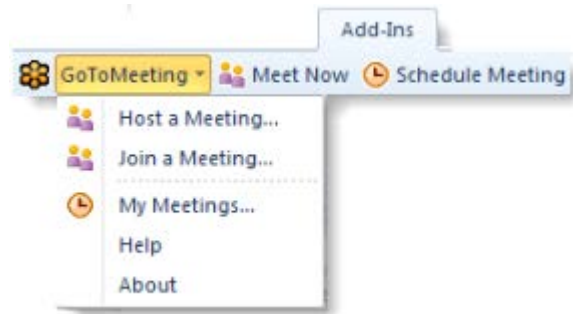 Add-Ins
GoToMeeting Meet Now Schedule Meeting
Host a Meeting...
Join a Meeting...
My Meetings...
Help
About